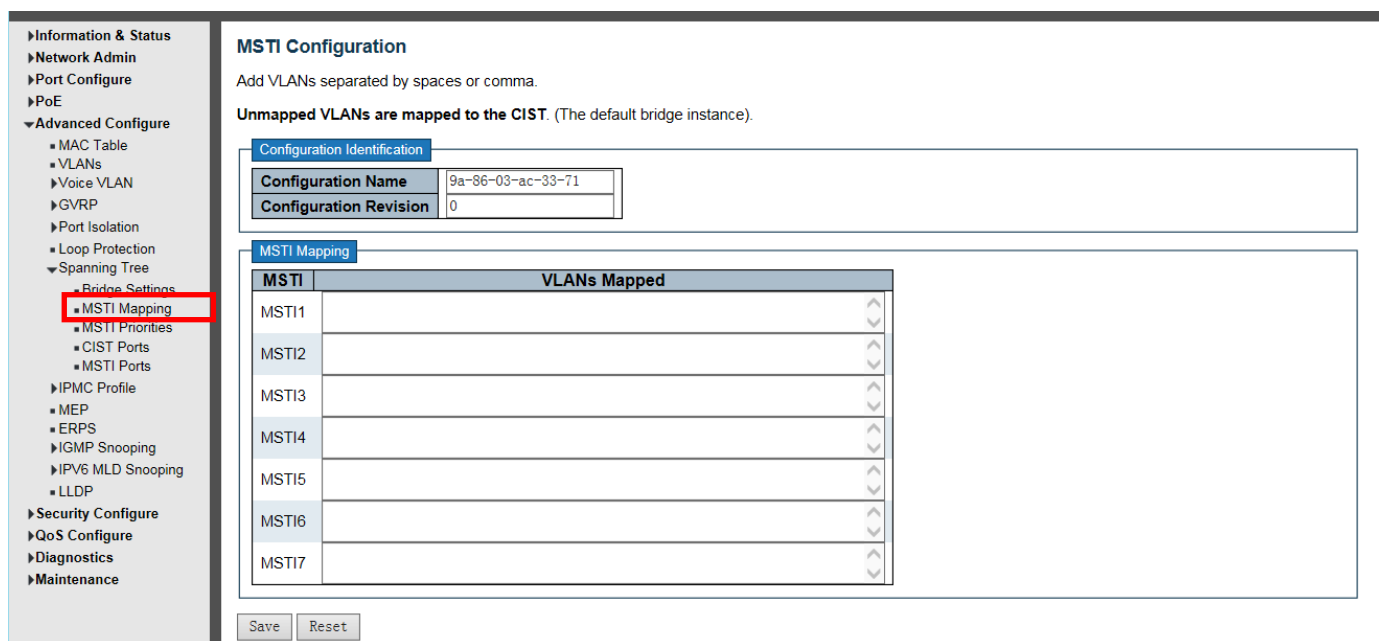 Information & Status
Network Admin
Port Configure
PoE
Advanced Configure
MAC Table
VLANs
Voice VLAN
GVRP
Port Isolation
Loop Protection
Spanning Tree
Bridge Settings
MSTI Mapping
MSTI Priorities
CIST Ports
MSTI Ports
IPMC Profile
MEP
ERPS
IGMP Snooping
IPV6 MLD Snooping
LLDP
Security Configure
QoS Configure
Diagnostics
Maintenance
MSTI Configuration
Add VLANs separated by spaces or comma.
Unmapped VLANs are mapped to the CIST. (The default bridge instance).
Configuration Identification
Configuration Name 9a-86-03-ac-33-71
Configuration Revision 0
MSTI Mapping
MSTI VLANs Mapped
MSTI1
MSTI2
MSTI3
MSTI4
MSTI5
MSTI6
MSTI7
Save Reset